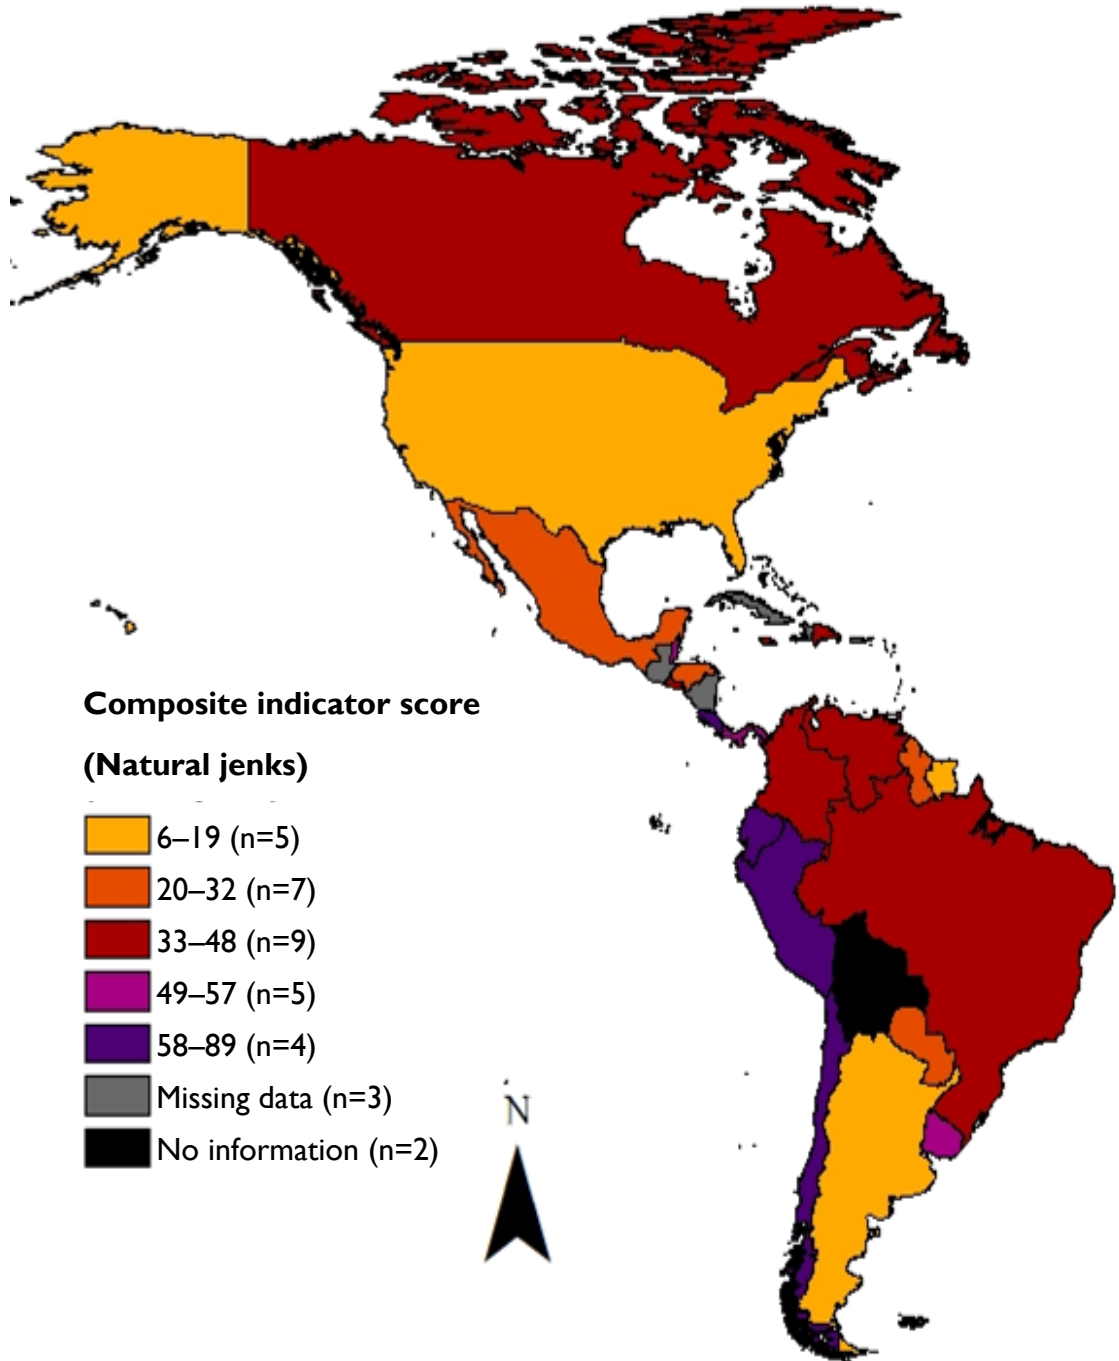 Composite indicator score
(Natural jenks)
6–19 (n=5)
20–32 (n=7)
33–48 (n=9)
49–57 (n=5)
58–89 (n=4)
Missing data (n=3)
No information (n=2)
N